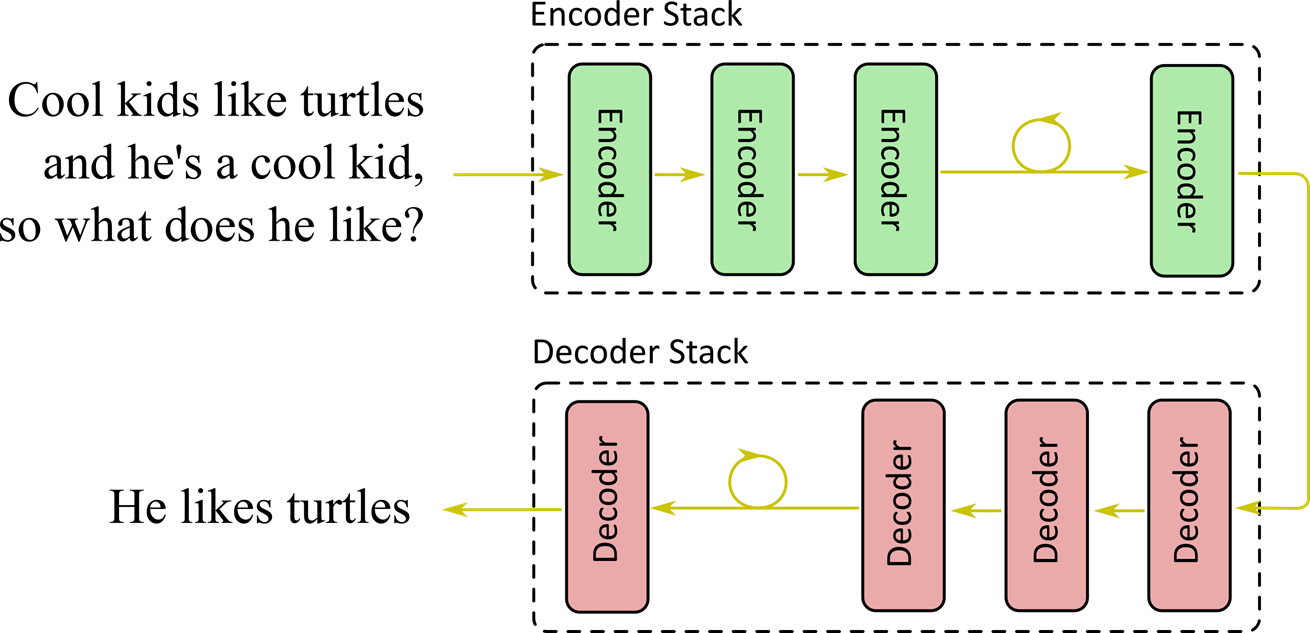 Encoder Stack
Cool kids like turtles
and he's a cool kid,
so what does he like?
Encoder
Encoder
Encoder
Encoder
Decoder Stack
He likes turtles
Decoder
Decoder
Decoder
Decoder